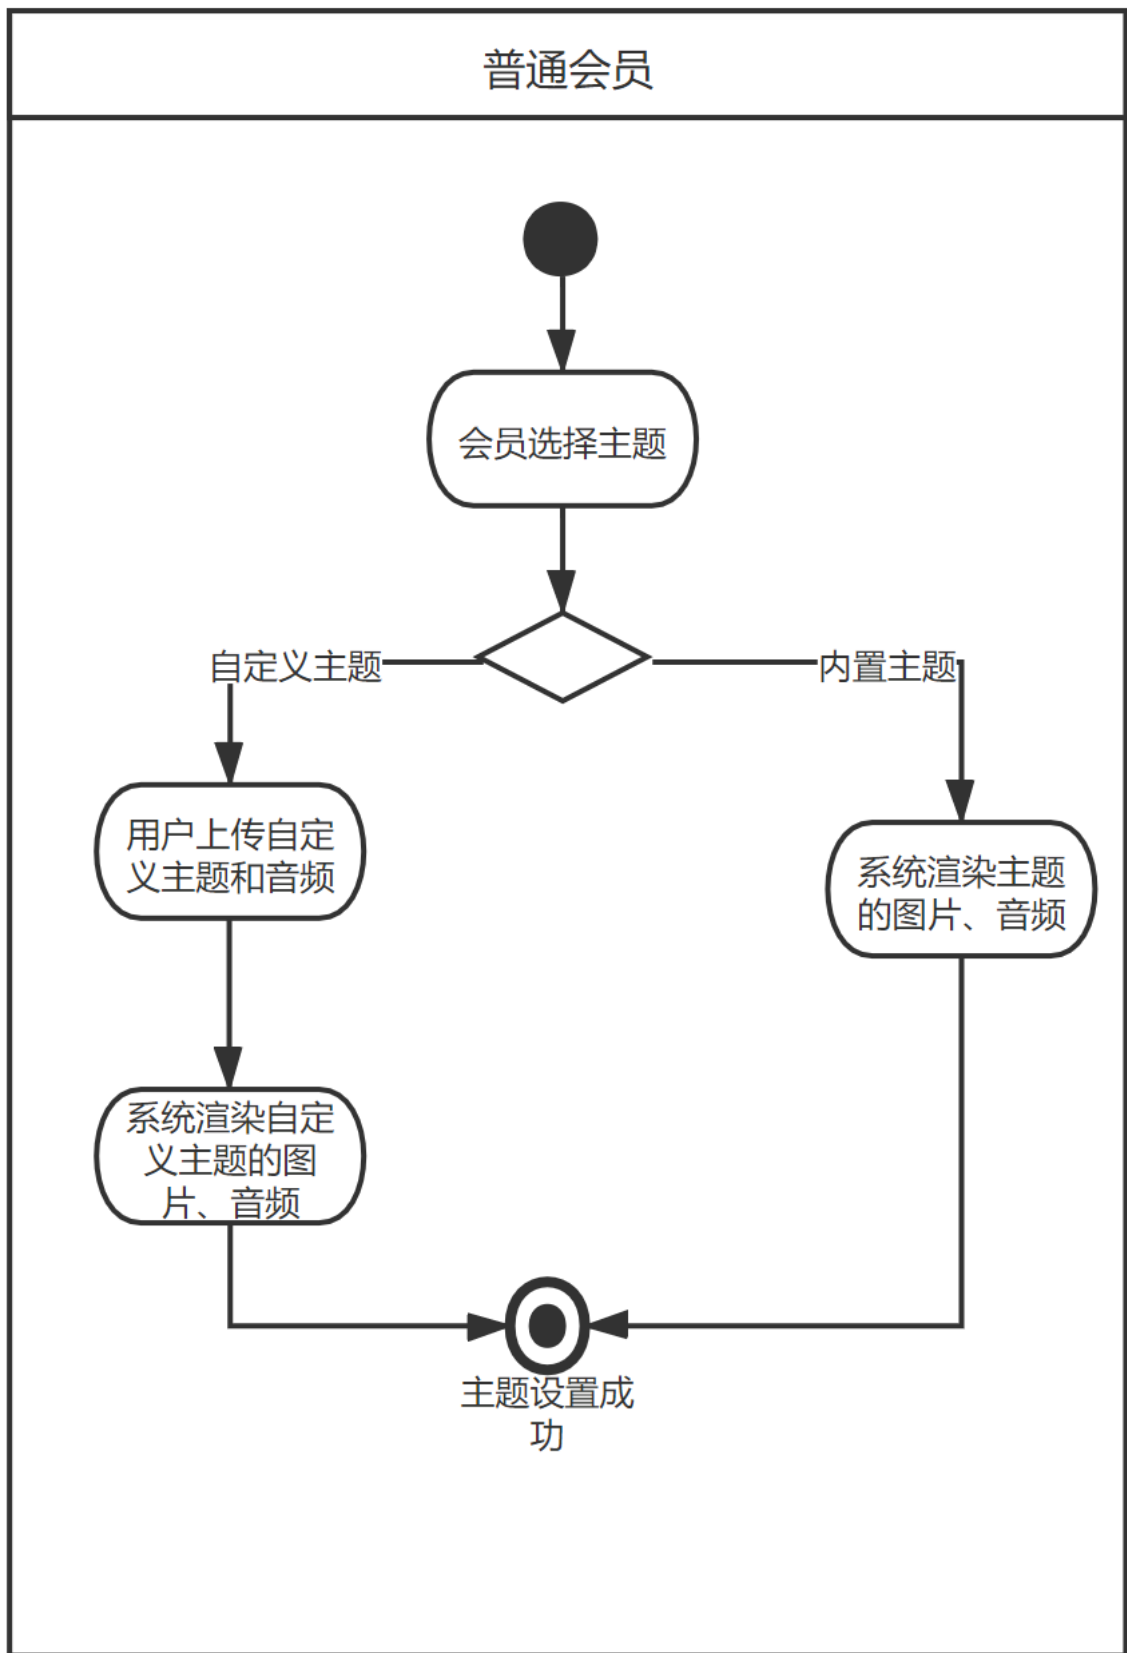 普通会员
会员选择主题
自定义主题
内置主题
用户上传自定
义主题和音频
系统渲染主题
的图片、音频
系统渲染自定
义主题的图
片、音频
主题设置成
功